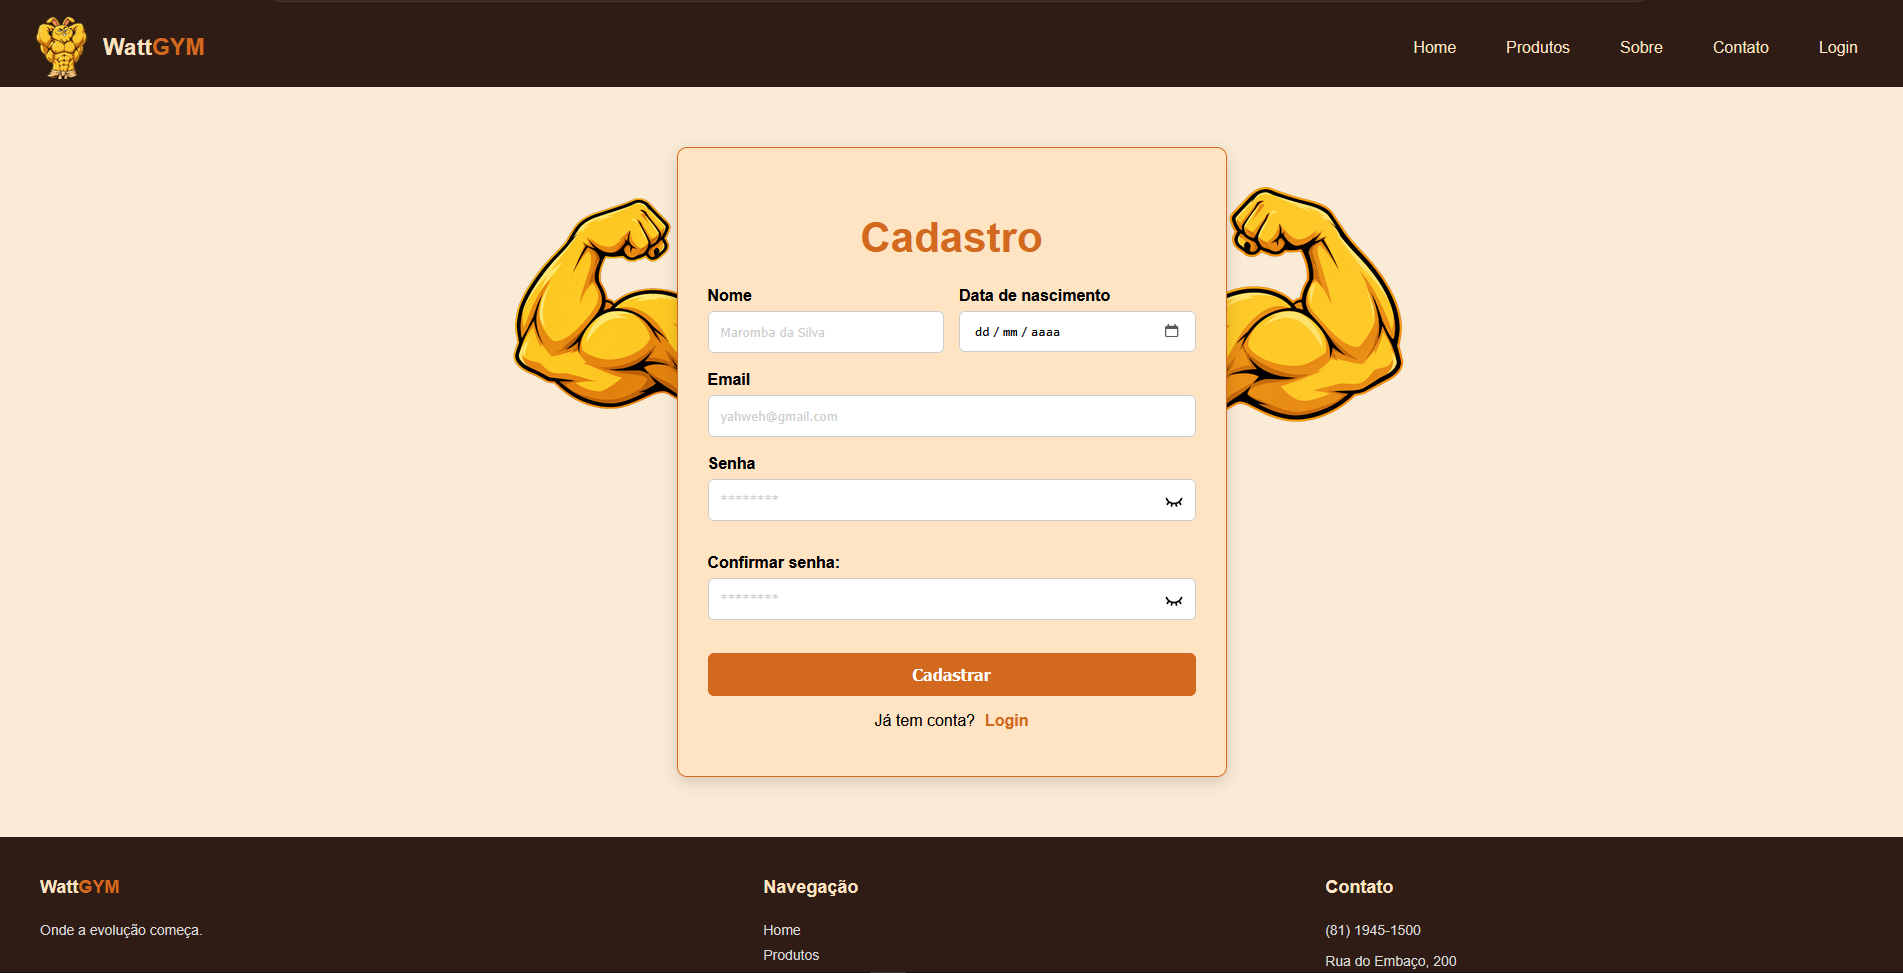 WattGYM
Home Produtos Sobre Contato Login
Cadastro
Nome Data de nascimento
Maromba da Silva dd / mm / aaaa
Email
yahweh@gmail.com
Senha
********
Confirmar senha:
********
Cadastrar
Já tem conta? Login
WattGYM Navegação Contato
Onde a evolução começa. Home (81) 1945-1500
Produtos Rua do Embaço, 200